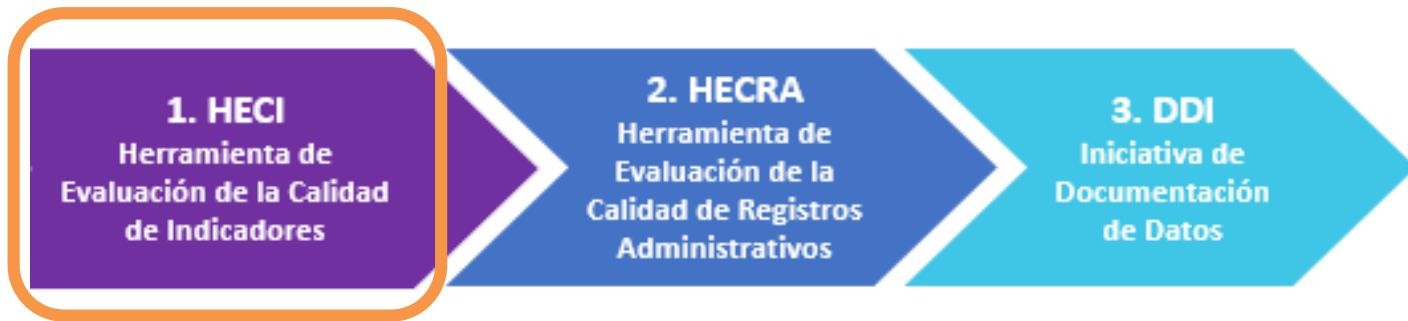 1. HECI
Herramienta de
Evaluación de la Calidad
de Indicadores
2. HECRA
Herramienta de
Evaluación de la
Calidad de Registros
Administrativos
3. DDI
Iniciativa de
Documentación
de Datos